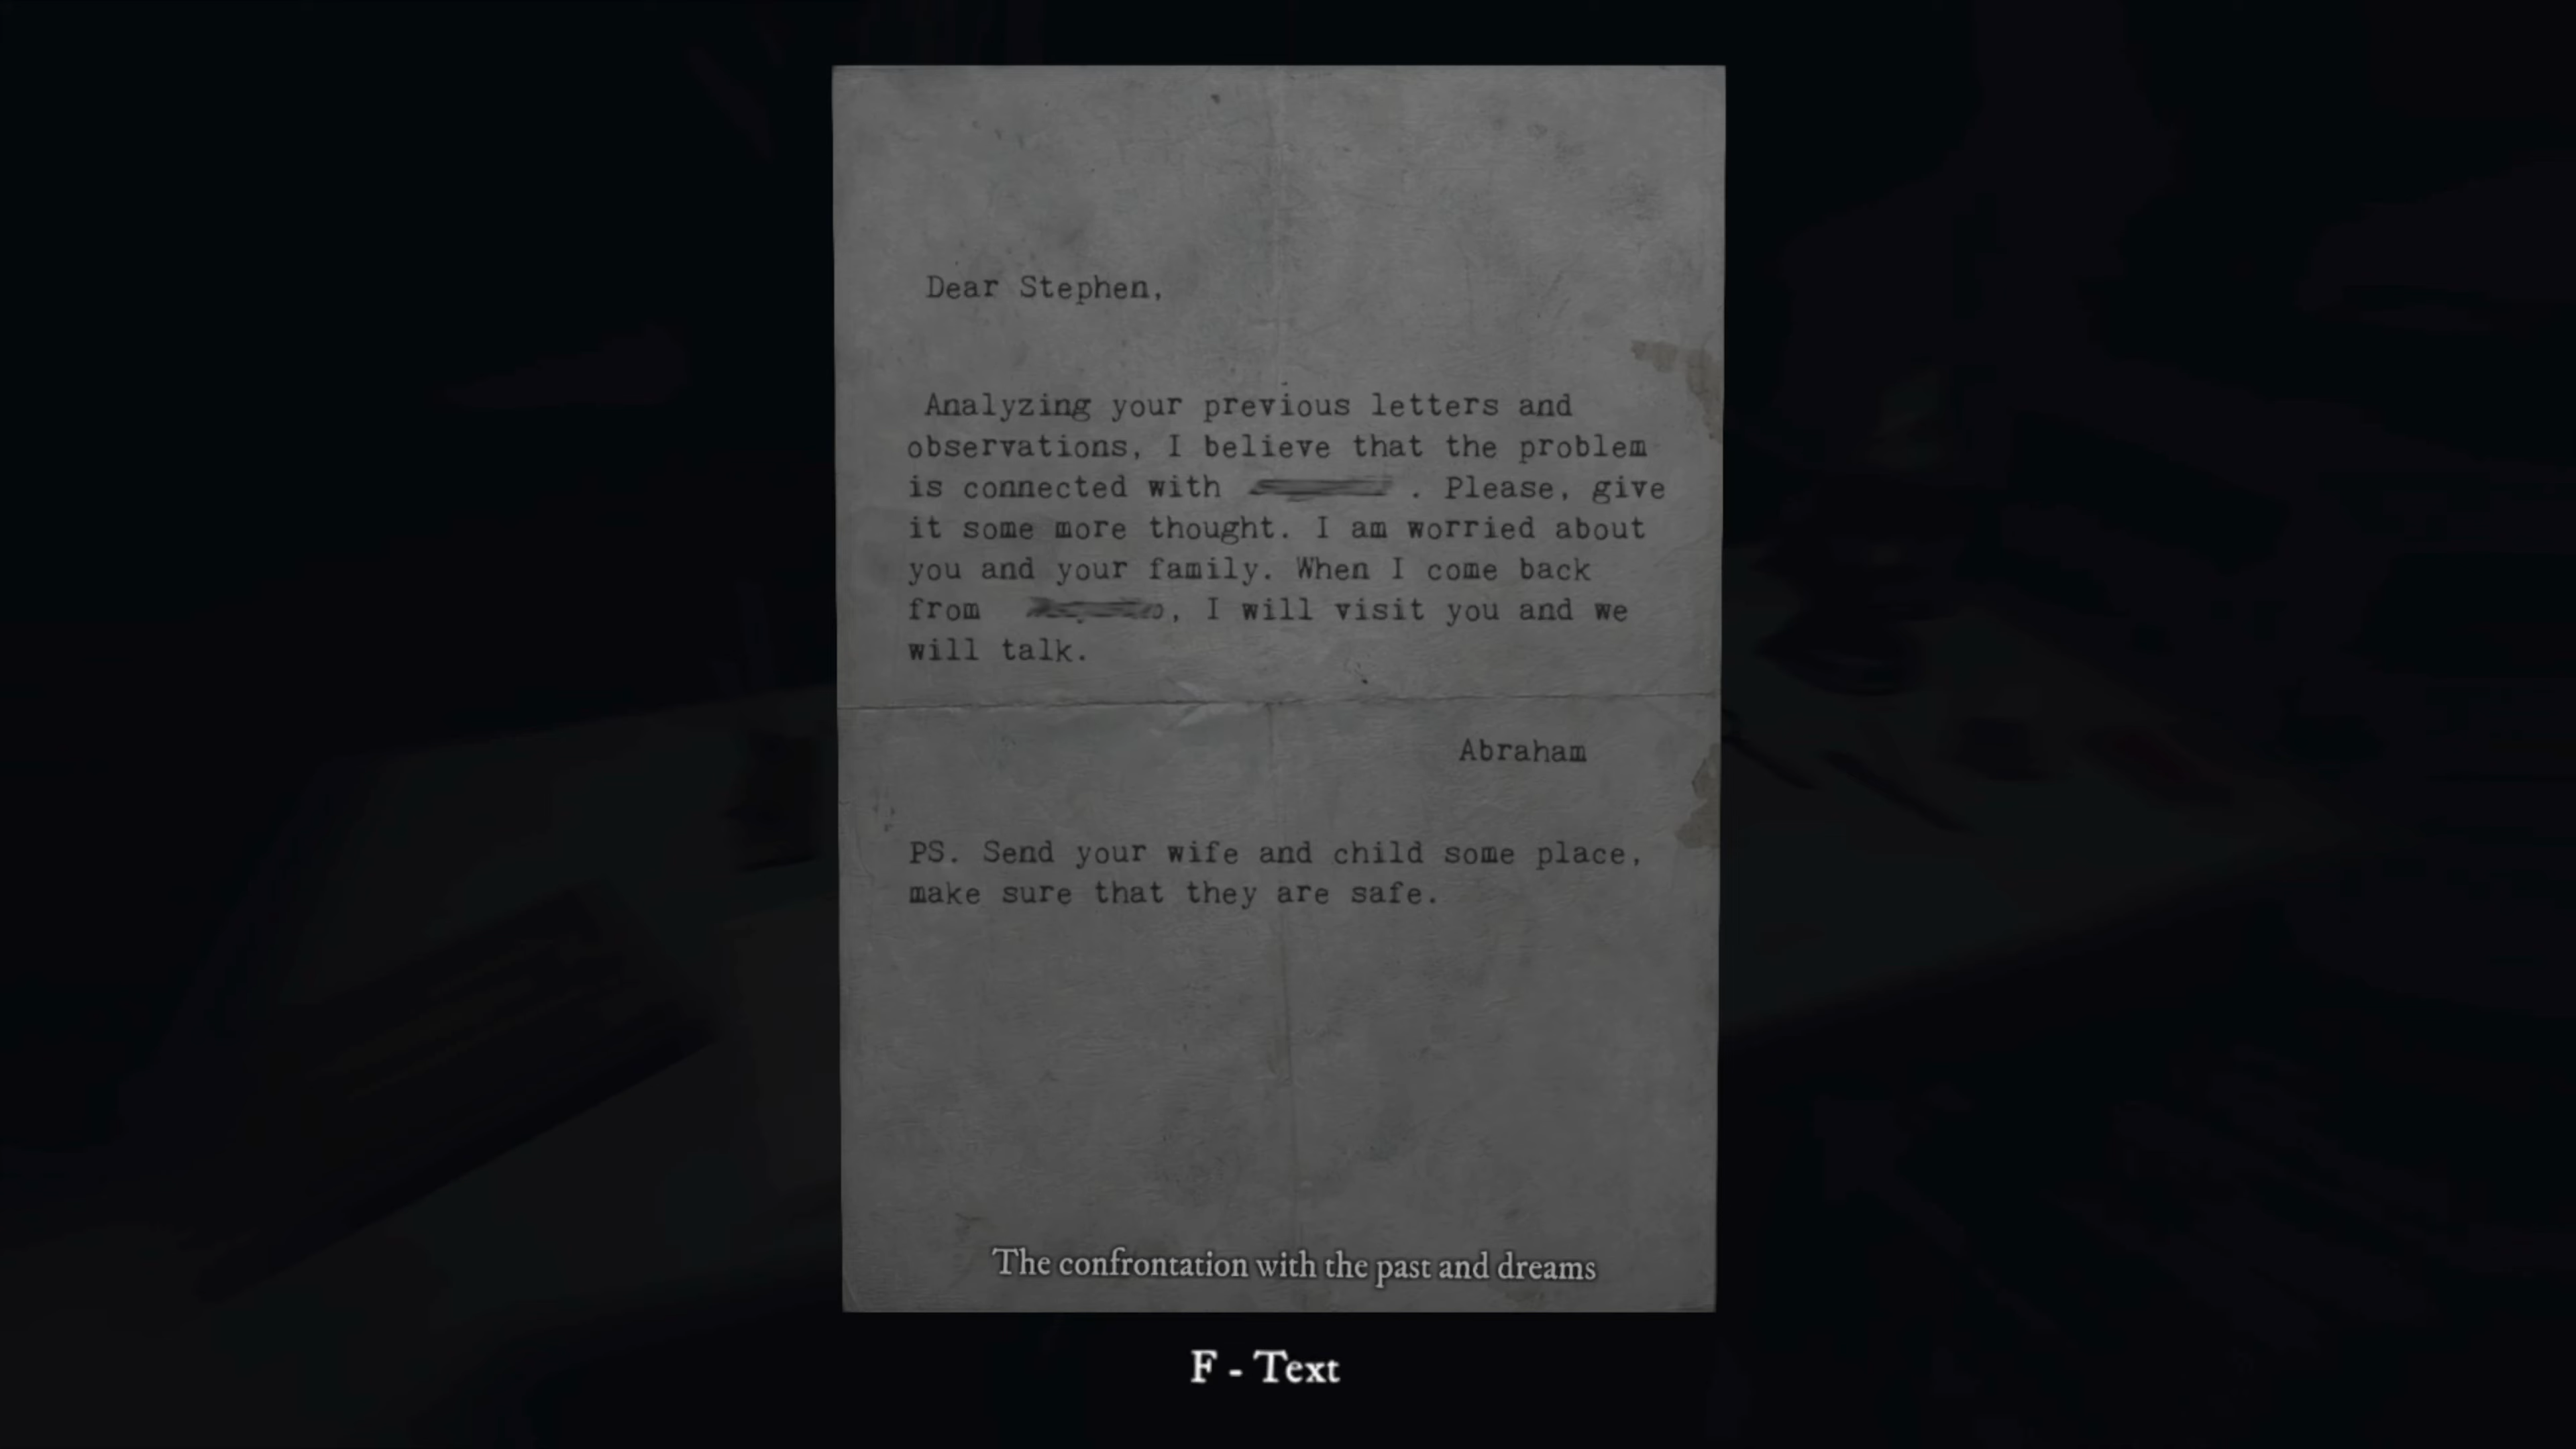 Dear Stephen,
Analyzing your previous letters and
observations, I believe that the problem
is connected with . Please, give
it some more thought. I am worried about
you and your family. When I come back
from , I will visit you and we
will talk.
Abraham
PS. Send your wife and child some place,
make sure that they are safe.
The confrontation with the past and dreams
F - Text